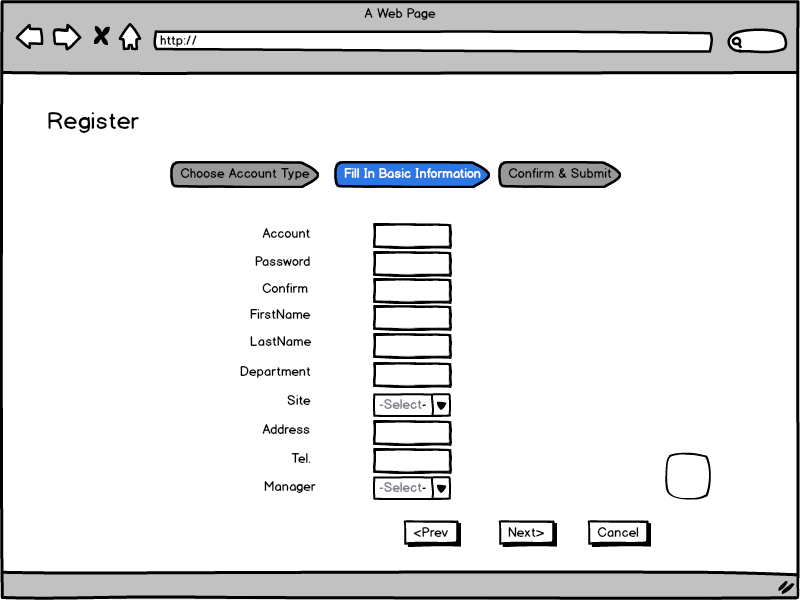 A Web Page
http://
Register
Choose Account Type Fill In Basic Information Confirm & Submit
Account
Password
Confirm
FirstName
LastName
Department
Site -Select-
Address
Tel.
Manager -Select-
<Prev Next> Cancel